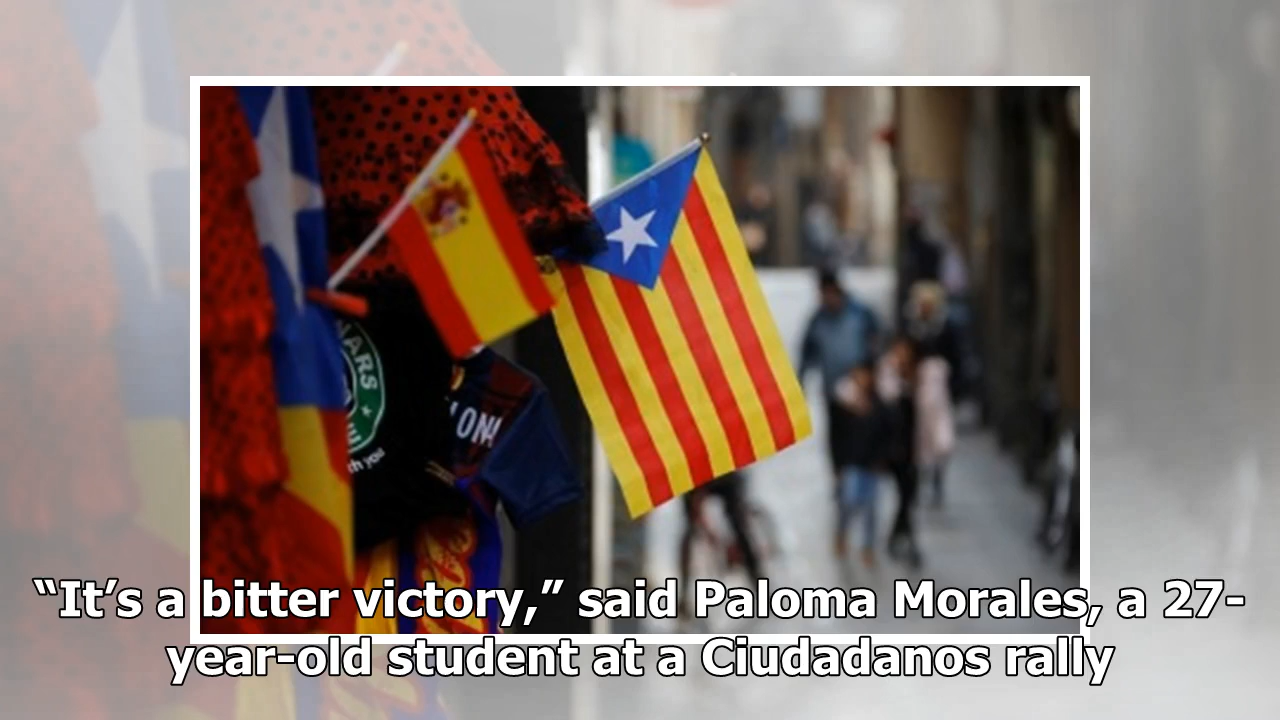 “It’s a bitter victory,” said Paloma Morales, a 27-
year-old student at a Ciudadanos rally